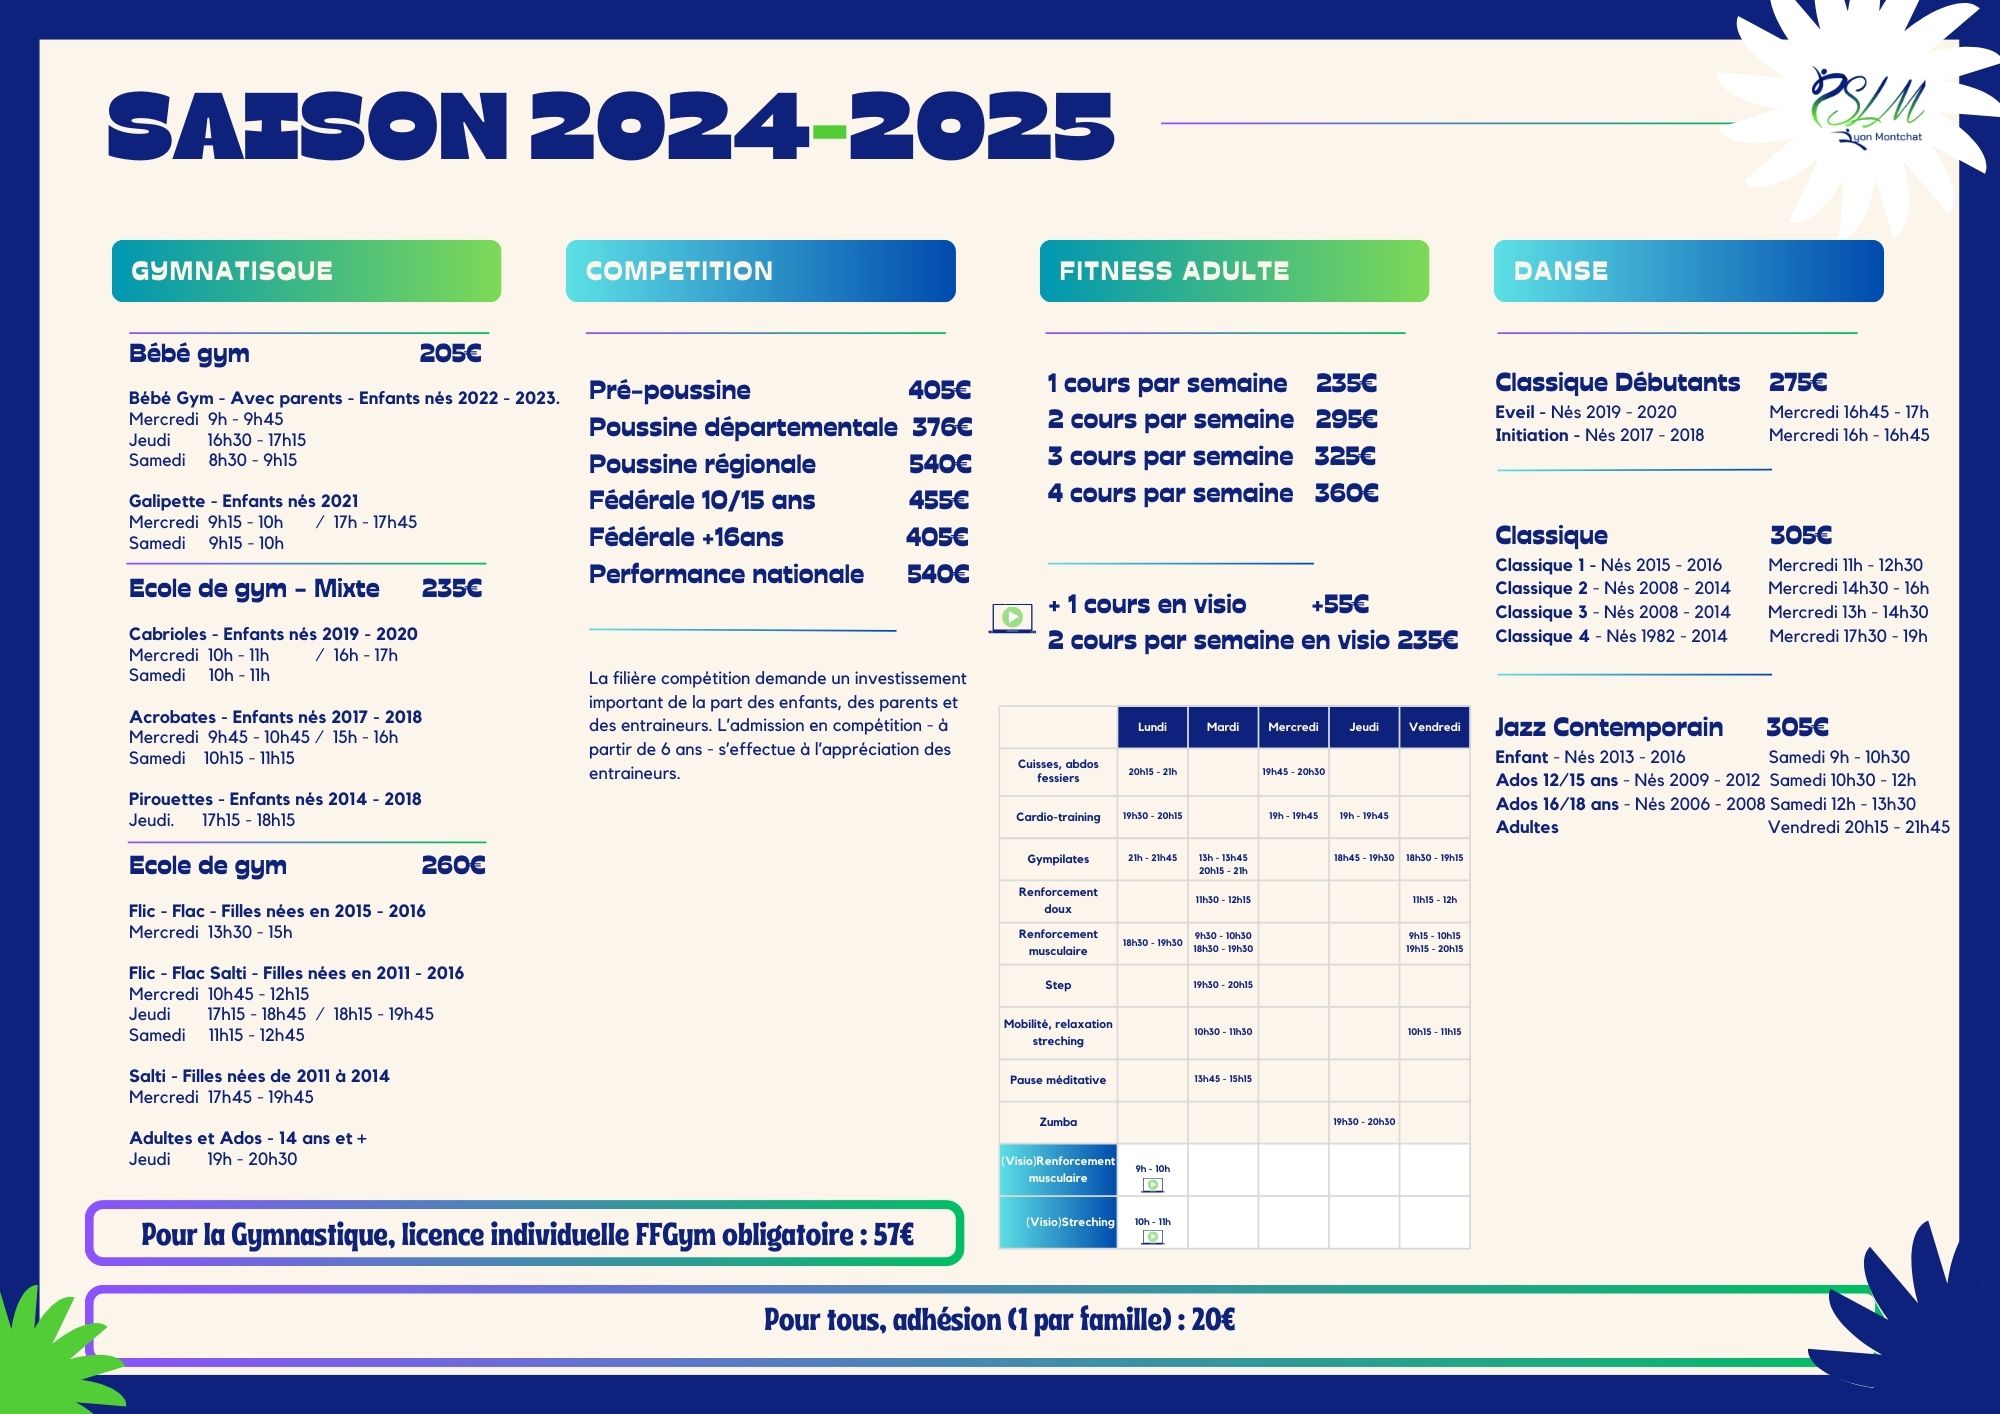 SAISON 2024-2025
SLM
Lyon Montchat
GYMNATISQUE
Bébé gym 205€
Bébé Gym - Avec parents - Enfants nés 2022 - 2023.
Mercredi 9h - 9h45
Jeudi 16h30 - 17h15
Samedi 8h30 - 9h15
Galipette - Enfants nés 2021
Mercredi 9h15 - 10h / 17h - 17h45
Samedi 9h15 - 10h
Ecole de gym - Mixte 235€
Cabrioles - Enfants nés 2019 - 2020
Mercredi 10h - 11h / 16h - 17h
Samedi 10h - 11h
Acrobates - Enfants nés 2017 - 2018
Mercredi 9h45 - 10h45 / 15h - 16h
Samedi 10h15 - 11h15
Pirouettes - Enfants nés 2014 - 2018
Jeudi. 17h15 - 18h15
Ecole de gym 260€
Flic - Flac - Filles nées en 2015 - 2016
Mercredi 13h30 - 15h
Flic - Flac Salti - Filles nées en 2011 - 2016
Mercredi 10h45 - 12h15
Jeudi 17h15 - 18h45 / 18h15 - 19h45
Samedi 11h15 - 12h45
Salti - Filles nées de 2011 à 2014
Mercredi 17h45 - 19h45
Adultes et Ados - 14 ans et +
Jeudi 19h - 20h30
COMPETITION
Pré-poussine 405€
Poussine départementale 376€
Poussine régionale 540€
Fédérale 10/15 ans 455€
Fédérale +16ans 405€
Performance nationale 540€
La filière compétition demande un investissement
important de la part des enfants, des parents et
des entraineurs. L'admission en compétition - à
partir de 6 ans - s'effectue à l'appréciation des
entraineurs.
FITNESS ADULTE
1 cours par semaine 235€
2 cours par semaine 295€
3 cours par semaine 325€
4 cours par semaine 360€
+ 1 cours en visio +55€
2 cours par semaine en visio 235€
Lundi Mardi Mercredi Jeudi Vendredi
Cuisses, abdos
fessiers
20h15 - 21h 19h45 - 20h30
Cardio-training 19h30 - 20h15 19h - 19h45 19h - 19h45
Gympilates 21h - 21h45 13h - 13h45 18h45 - 19h30 18h30 - 19h15
20h15 - 21h
Renforcement
doux
11h30 - 12h15 11h15 - 12h
Renforcement
musculaire
18h30 - 19h30 9h30 - 10h30 9h15 - 10h15
18h30 - 19h30 19h15 - 20h15
Step 19h30 - 20h15
Mobilité, relaxation
streching
10h30 - 11h30 10h15 - 11h15
Pause méditative 13h45 - 15h15
Zumba 19h30 - 20h30
(Visio)Renforcement
musculaire
9h - 10h
(Visio)Streching 10h - 11h
DANSE
Classique Débutants 275€
Eveil - Nés 2019 - 2020 Mercredi 16h45 - 17h
Initiation - Nés 2017 - 2018 Mercredi 16h - 16h45
Classique 305€
Classique 1 - Nés 2015 - 2016 Mercredi 11h - 12h30
Classique 2 - Nés 2008 - 2014 Mercredi 14h30 - 16h
Classique 3 - Nés 2008 - 2014 Mercredi 13h - 14h30
Classique 4 - Nés 1982 - 2014 Mercredi 17h30 - 19h
Jazz Contemporain 305€
Enfant - Nés 2013 - 2016 Samedi 9h - 10h30
Ados 12/15 ans - Nés 2009 - 2012 Samedi 10h30 - 12h
Ados 16/18 ans - Nés 2006 - 2008 Samedi 12h - 13h30
Adultes Vendredi 20h15 - 21h45
Pour la Gymnastique, licence individuelle FFGym obligatoire : 57€
Pour tous, adhésion (1 par famille) : 20€